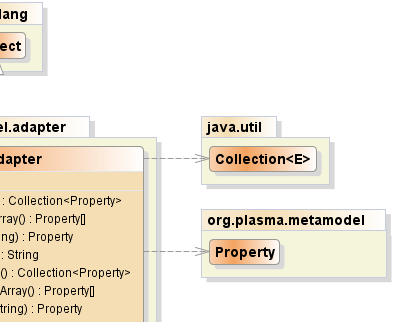 lang
ect
java.util
Collection<E>
el.adapter
dapter
: Collection<Property>
rray() : Property[]
ng) : Property
: String
() : Collection<Property>
Array() : Property[]
tring) : Property
org.plasma.metamodel
Property